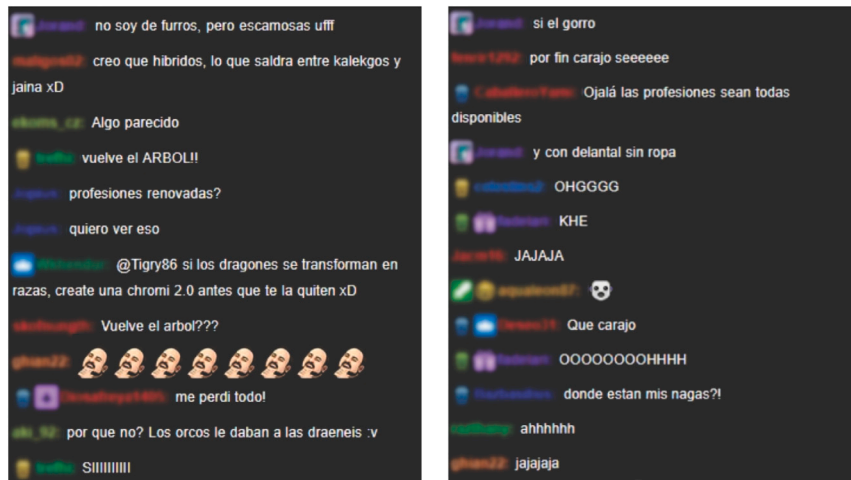 no soy de furros, pero escamosas ufff
creo que hibridos, lo que saldra entre kalekgos y
jaina xD
Algo parecido
vuelve el ARBOL!!
profesiones renovadas?
quiero ver eso
@Tigry86 si los dragones se transforman en
razas, create una chromi 2.0 antes que te la quiten xD
Vuelve el arbol???
ghian22:
me perdi todo!
aki_92: por que no? Los orcos le daban a las draeneis :v
SIIIIIIIII
si el gorro
por fin carajo seeeeee
Ojalá las profesiones sean todas
disponibles
y con delantal sin ropa
OHGGGG
KHE
JAJAJA
Que carajo
OOOOOOOOHHHH
donde estan mis nagas?!
ahhhhhh
ghian22: jajajaja